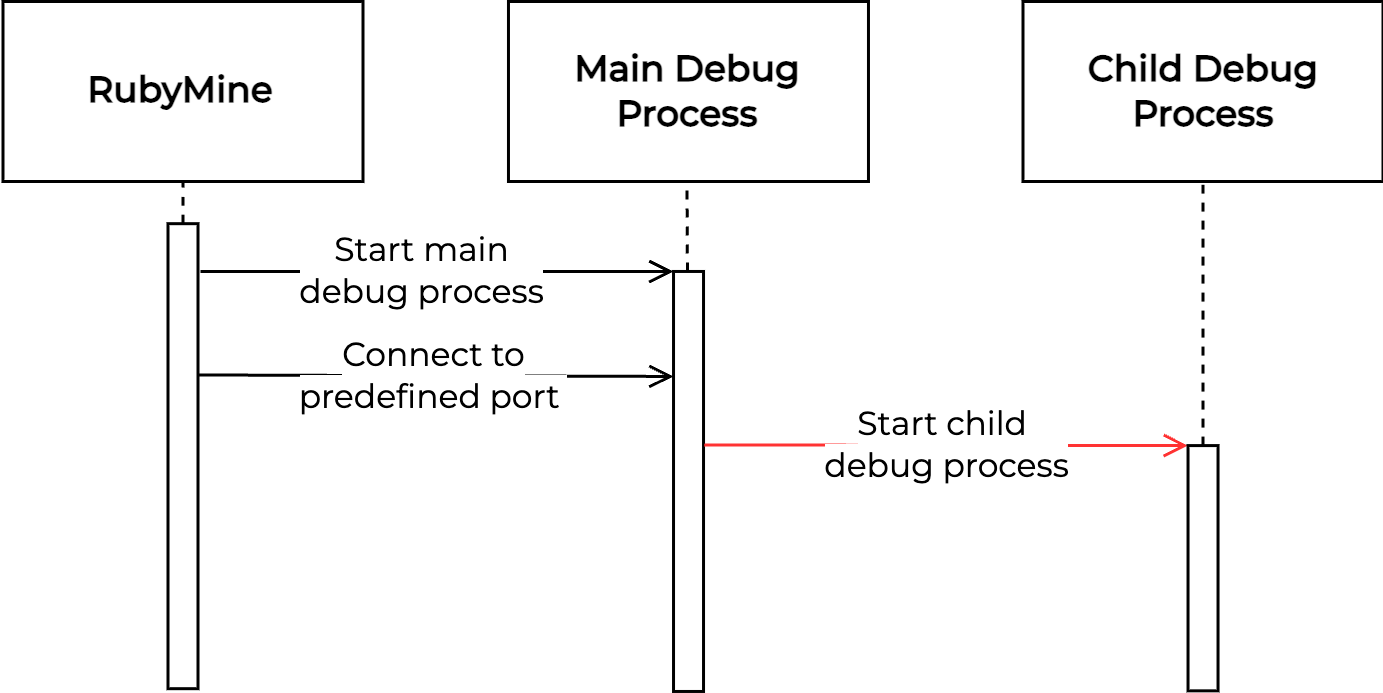 RubyMine
Main Debug
Process
Child Debug
Process
Start main
debug process
Connect to
predefined port
Start child
debug process